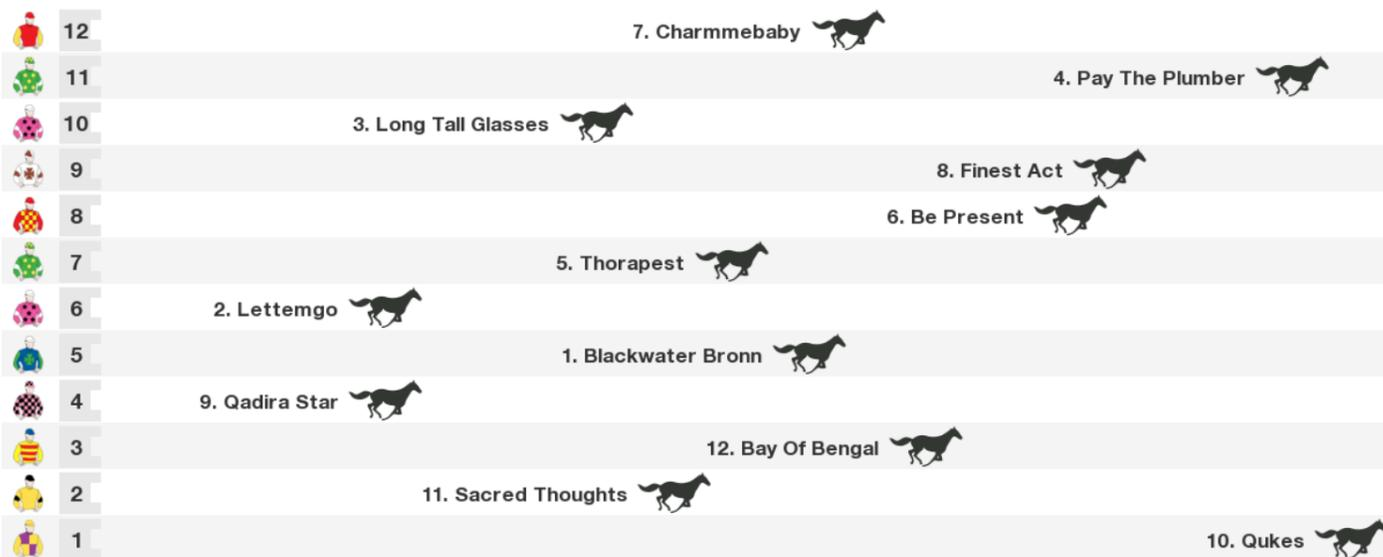 12 7. Charmmebaby
11 4. Pay The Plumber
10 3. Long Tall Glasses
9 8. Finest Act
8 6. Be Present
7 5. Thorapest
6 2. Lettemgo
5 1. Blackwater Bronn
4 9. Qadira Star
3 12. Bay Of Bengal
2 11. Sacred Thoughts
1 10. Qukes